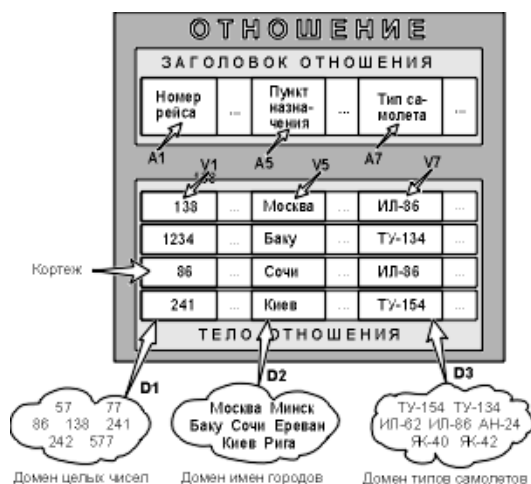 ОТНОШЕНИЕ
ЗАГОЛОВОК ОТНОШЕНИЯ
Номер рейса ... Пункт назна- чения ... Тип са- молета ...
A1 V1 A5 V5 A7 V7
138 ... Москва ... ИЛ-86 ...
1234 ... Баку ... ТУ-134 ...
Кортеж 86 ... Сочи ... ИЛ-86 ...
241 ... Киев ... ТУ-154 ...
ТЕЛО ОТНОШЕНИЯ
D1 D2 D3
57 77
86 138 241
242 577
Москва Минск
Баку Сочи Ереван
Киев Рига
ТУ-154 ТУ-134
ИЛ-62 ИЛ-86 АН-24
ЯК-40 ЯК-42
Домен целых чисел Домен имен городов Домен типов самолетов